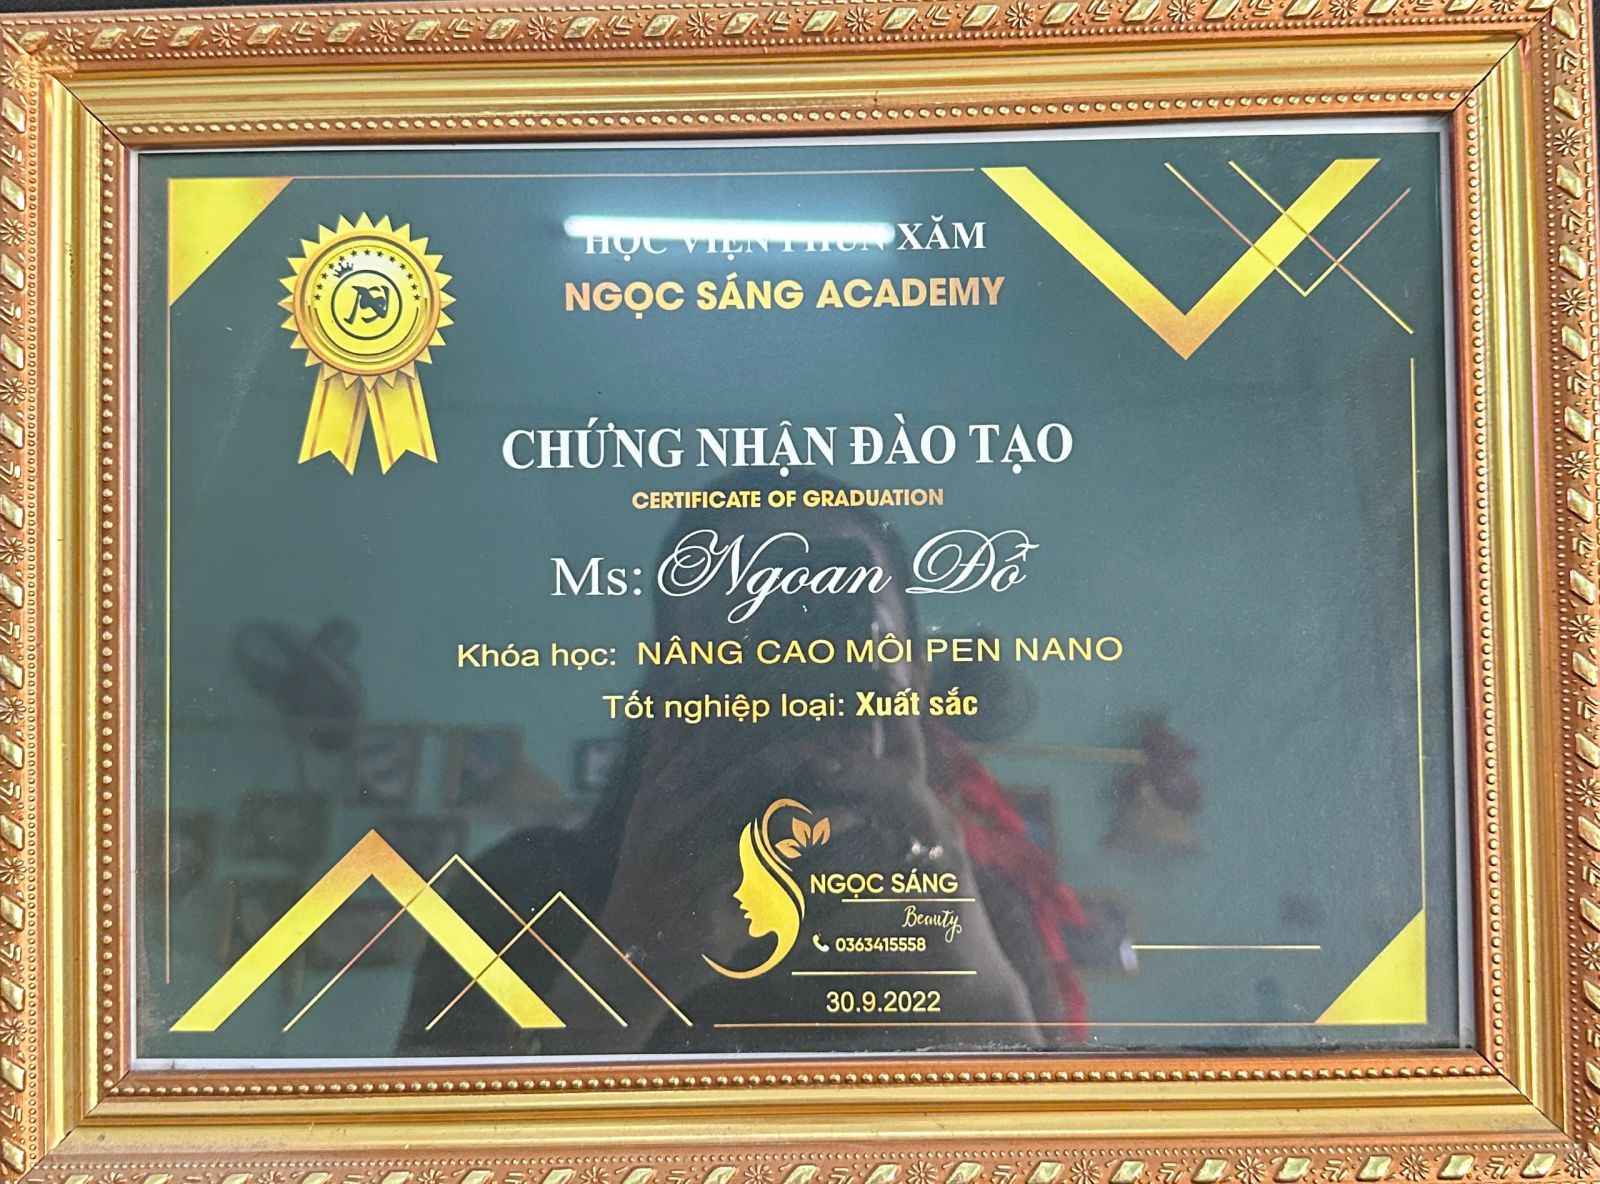 HỌC VIỆN PHUN XĂM
NGỌC SÁNG ACADEMY
CHỨNG NHẬN ĐÀO TẠO
CERTIFICATE OF GRADUATION
Ms: Ngoan Đỗ
Khóa học: NÂNG CAO MÔI PEN NANO
Tốt nghiệp loại: Xuất sắc
NGỌC SÁNG
Beauty
0363415558
30.9.2022